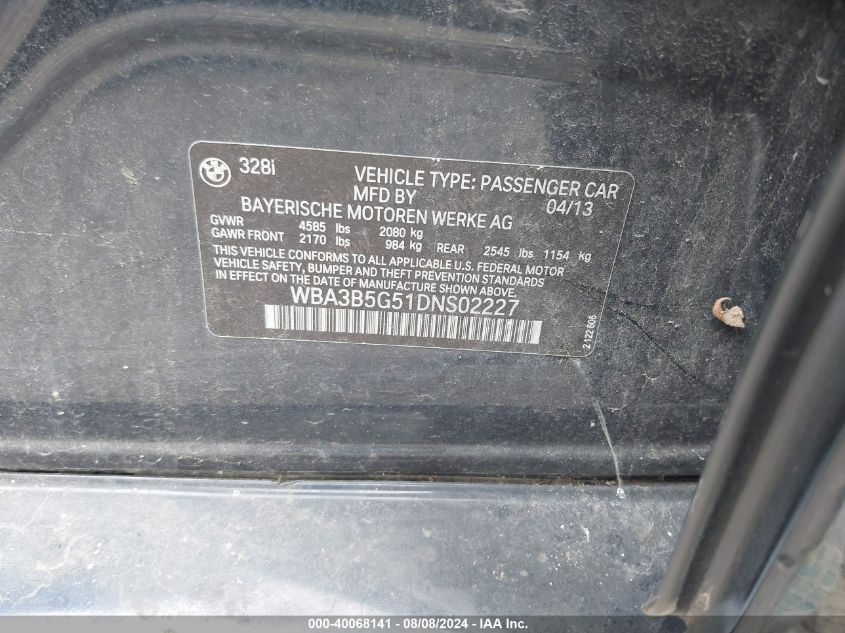 328i
VEHICLE TYPE: PASSENGER CAR
MFD BY 04/13
BAYERISCHE MOTOREN WERKE AG
GVWR 4585 lbs 2080 kg
GAWR FRONT 2170 lbs 984 kg REAR 2545 lbs 1154 kg
THIS VEHICLE CONFORMS TO ALL APPLICABLE U.S. FEDERAL MOTOR
VEHICLE SAFETY, BUMPER AND THEFT PREVENTION STANDARDS
IN EFFECT ON THE DATE OF MANUFACTURE SHOWN ABOVE.
WBA3B5G51DNS02227
2 122 606
000-40068141 - 08/08/2024 - IAA, Inc.